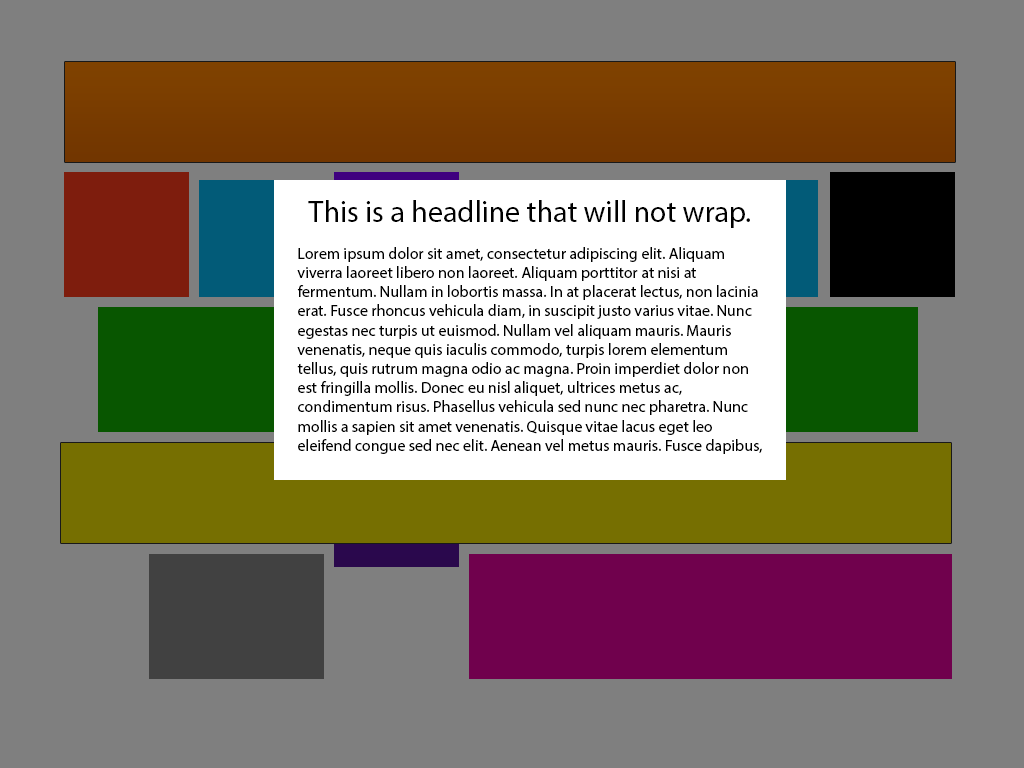 This is a headline that will not wrap.
Lorem ipsum dolor sit amet, consectetur adipiscing elit. Aliquam
viverra laoreet libero non laoreet. Aliquam porttitor at nisi at
fermentum. Nullam in lobortis massa. In at placerat lectus, non lacinia
erat. Fusce rhoncus vehicula diam, in suscipit justo varius vitae. Nunc
egestas nec turpis ut euismod. Nullam vel aliquam mauris. Mauris
venenatis, neque quis iaculis commodo, turpis lorem elementum
tellus, quis rutrum magna odio ac magna. Proin imperdiet dolor non
est fringilla mollis. Donec eu nisl aliquet, ultrices metus ac,
condimentum risus. Phasellus vehicula sed nunc nec pharetra. Nunc
mollis a sapien sit amet venenatis. Quisque vitae lacus eget leo
eleifend congue sed nec elit. Aenean vel metus mauris. Fusce dapibus,